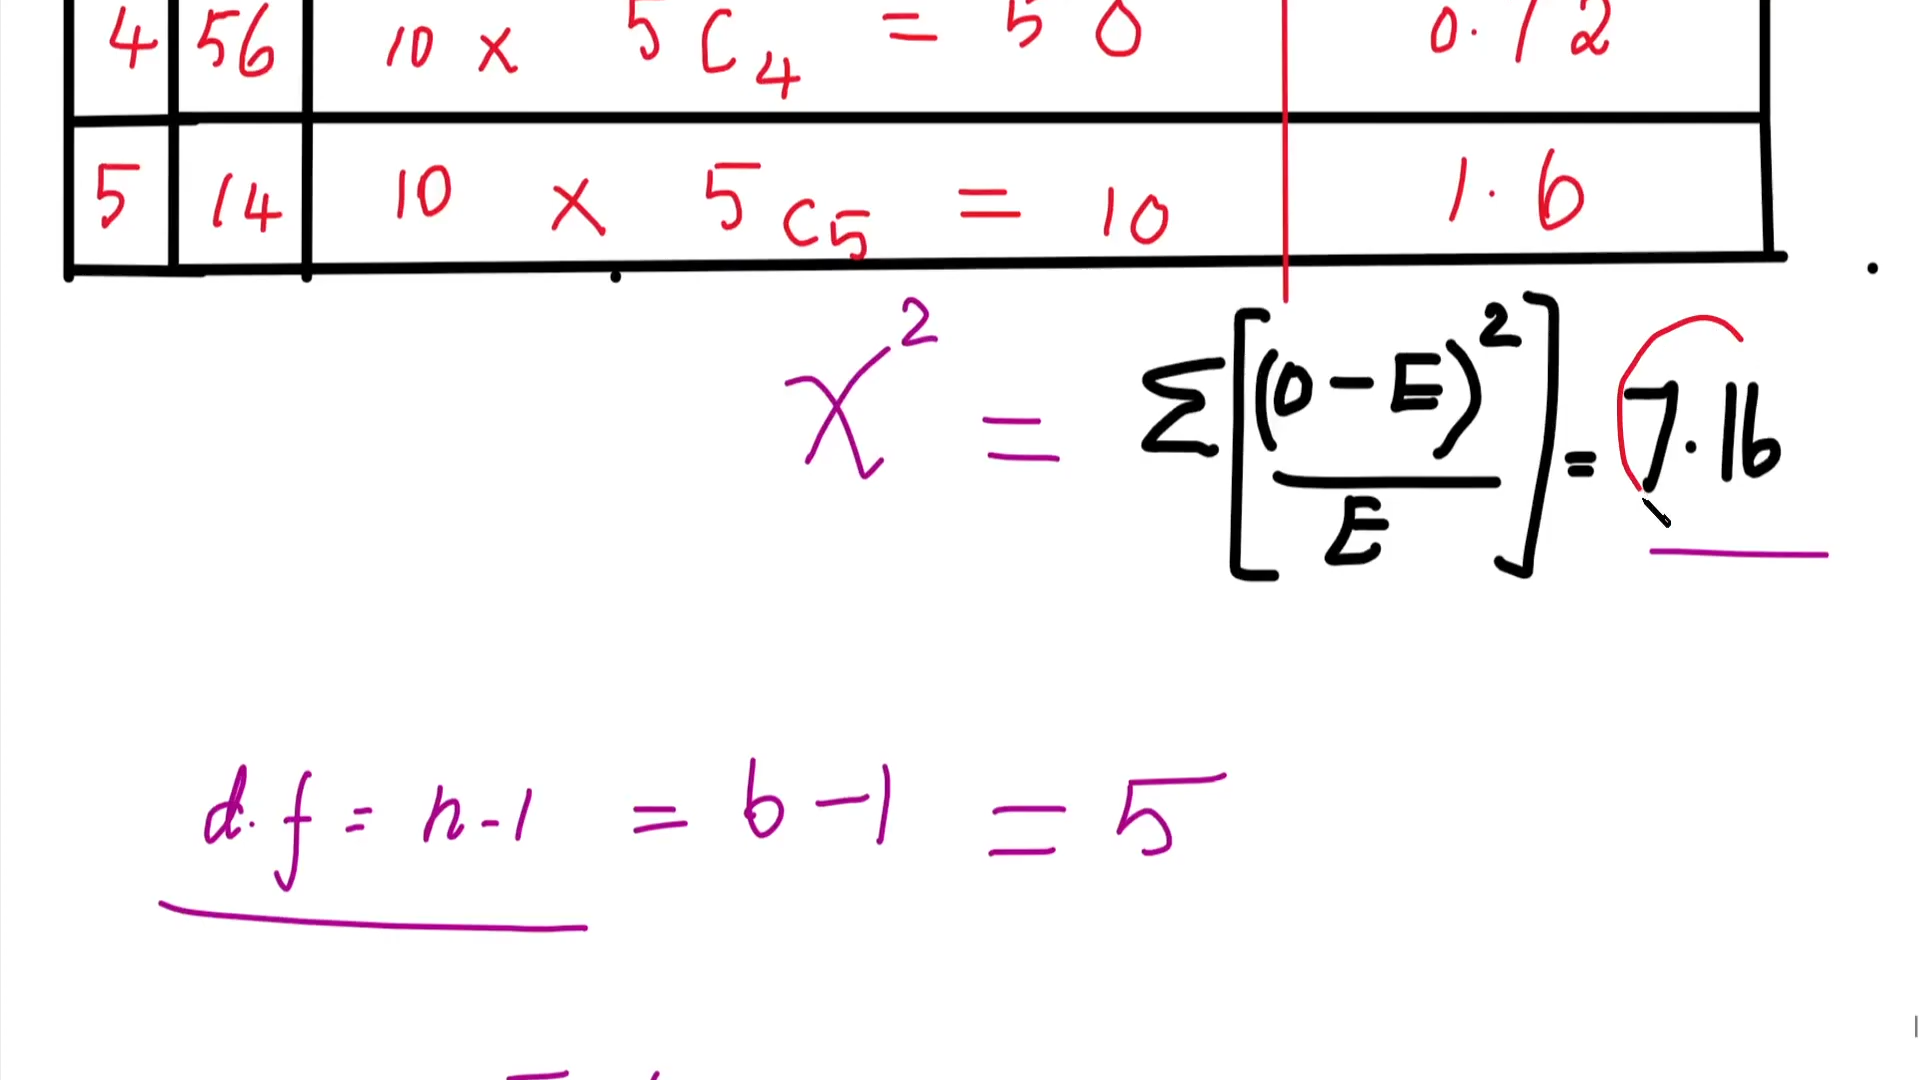 4 56 10 x 5C4 = 50 0.72
5 14 10 x 5C5 = 10 1.6
χ² = Σ[(O-E)²/E] = 7.16
d.f = n-1 = 6-1 = 5